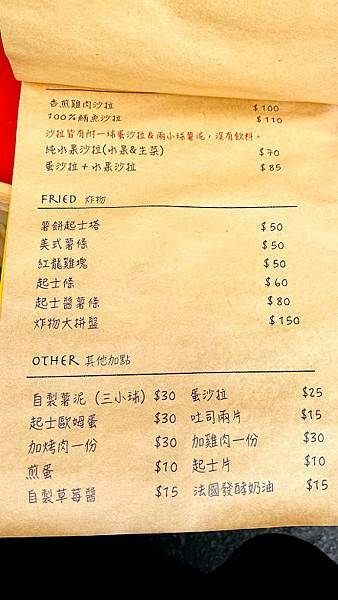 香煎雞肉沙拉 $100
100%鮪魚沙拉 $110
沙拉皆有附一球蛋沙拉&兩小球薯泥，沒有飲料。
純水果沙拉(水果&生菜) $70
蛋沙拉+水果沙拉 $85
FRIED 炸物
薯餅起士塔 $50
美式薯條 $50
紅龍雞塊 $50
起士條 $60
起士醬薯條 $80
炸物大拼盤 $150
OTHER 其他加點
自製薯泥 (三小球) $30 蛋沙拉 $25
起士歐姆蛋 $30 吐司兩片 $15
加烤肉一份 $30 加雞肉一份 $30
煎蛋 $10 起士片 $10
自製草莓醬 $15 法國發酵奶油 $15